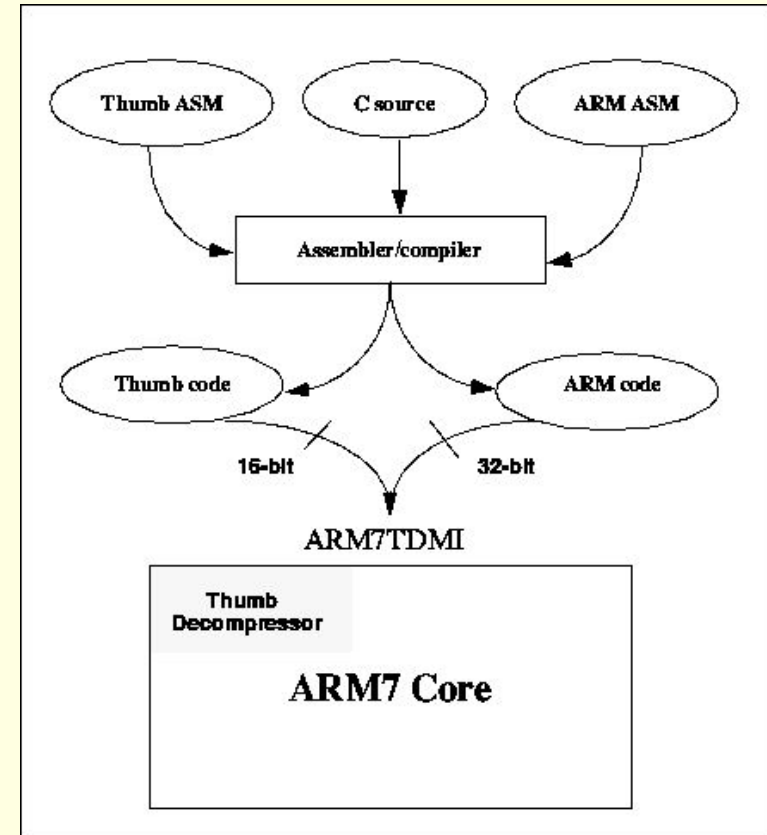 Thumb ASM
C source
ARM ASM
Assembler/compiler
Thumb code
ARM code
16-bit
32-bit
ARM7TDMI
Thumb
Decompressor
ARM7 Core